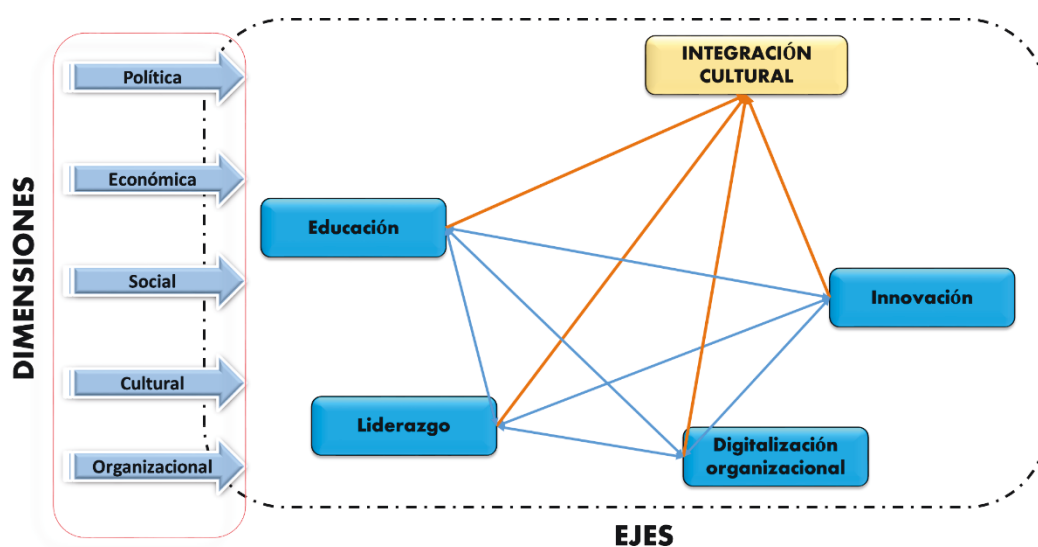 DIMENSIONES
Política
Económica
Social
Cultural
Organizacional
INTEGRACIÓN
CULTURAL
Educación
Innovación
Liderazgo
Digitalización
organizacional
EJES